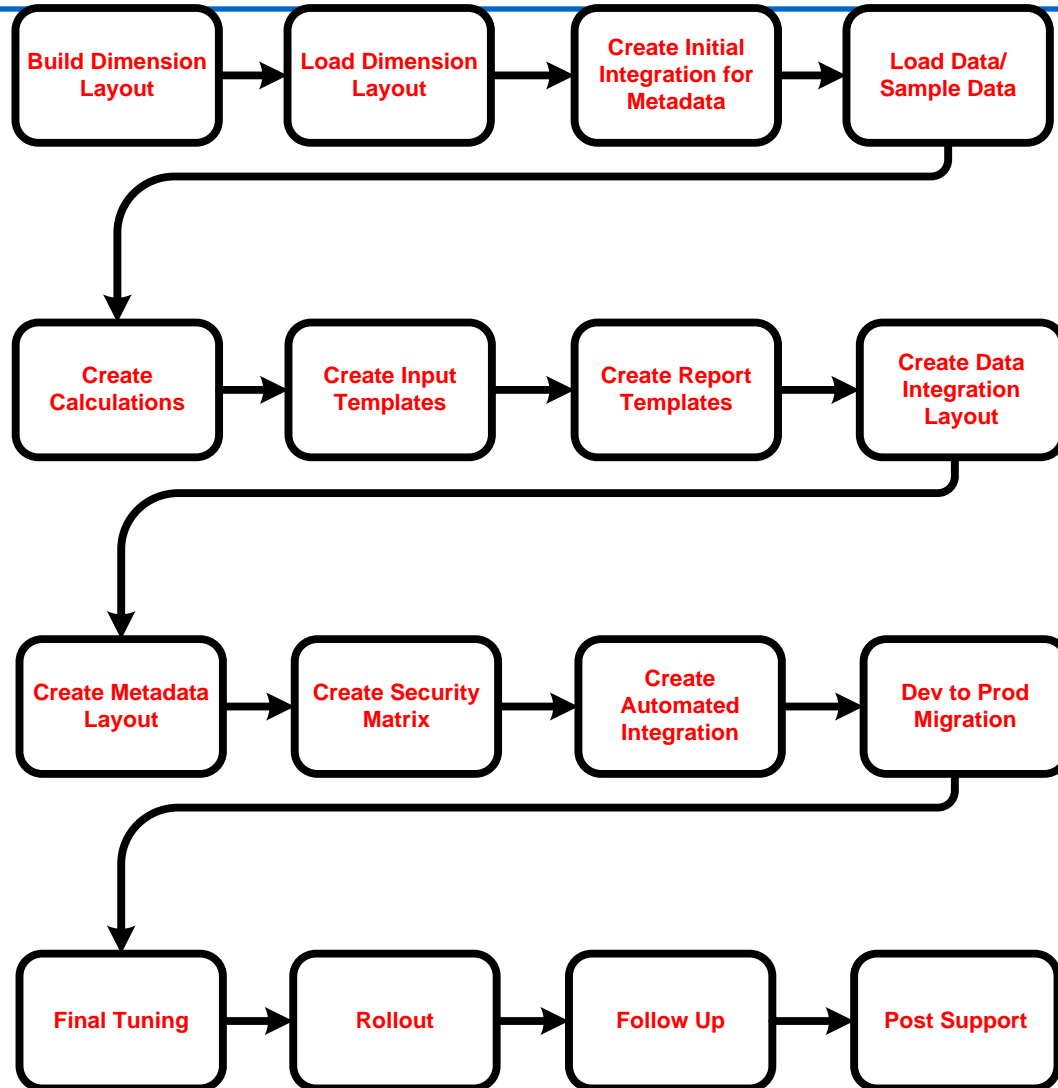 Build Dimension
Layout
Load Dimension
Layout
Create Initial
Integration for
Metadata
Load Data/
Sample Data
Create
Calculations
Create Input
Templates
Create Report
Templates
Create Data
Integration
Layout
Create Metadata
Layout
Create Security
Matrix
Create
Automated
Integration
Dev to Prod
Migration
Final Tuning
Rollout
Follow Up
Post Support